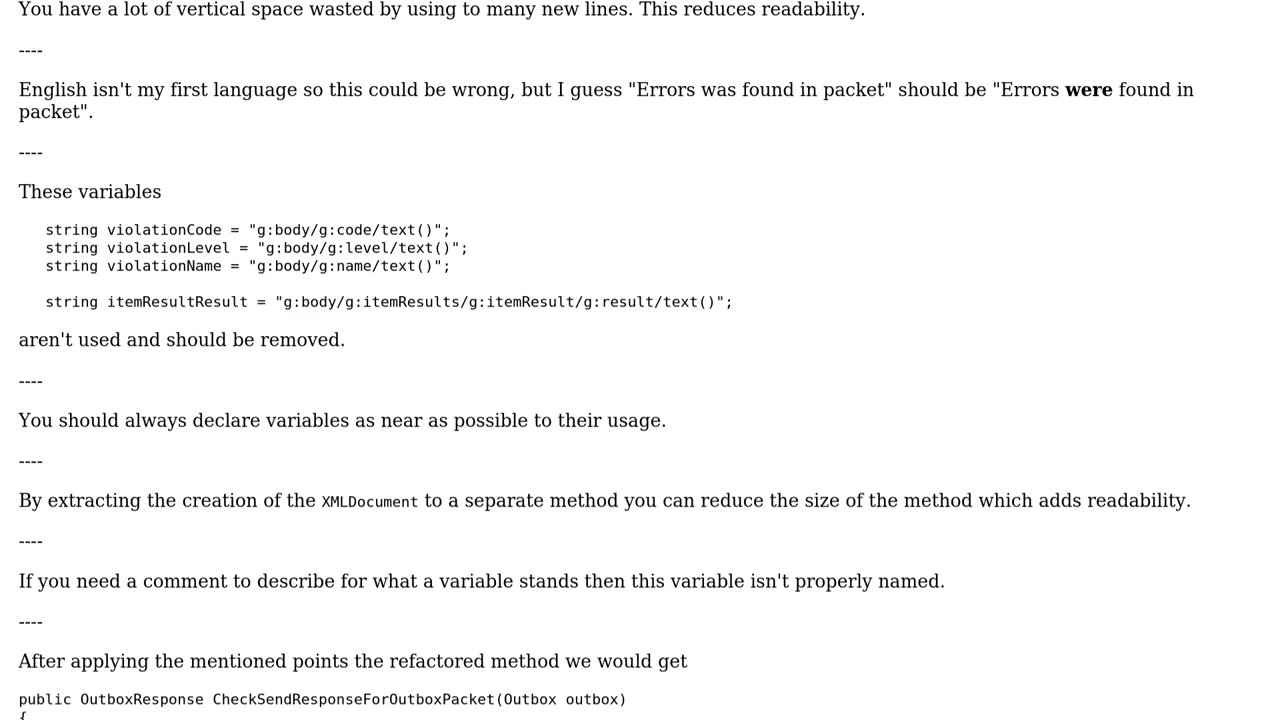 You have a lot of vertical space wasted by using to many new lines. This reduces readability.
----
English isn't my first language so this could be wrong, but I guess "Errors was found in packet" should be "Errors were found in
packet".
----
These variables
string violationCode = "g:body/g:code/text()";
string violationLevel = "g:body/g:level/text()";
string violationName = "g:body/g:name/text()";
string itemResultResult = "g:body/g:itemResults/g:itemResult/g:result/text()";
aren't used and should be removed.
----
You should always declare variables as near as possible to their usage.
----
By extracting the creation of the XMLDocument to a separate method you can reduce the size of the method which adds readability.
----
If you need a comment to describe for what a variable stands then this variable isn't properly named.
----
After applying the mentioned points the refactored method we would get
public OutboxResponse CheckSendResponseForOutboxPacket(Outbox outbox)
{